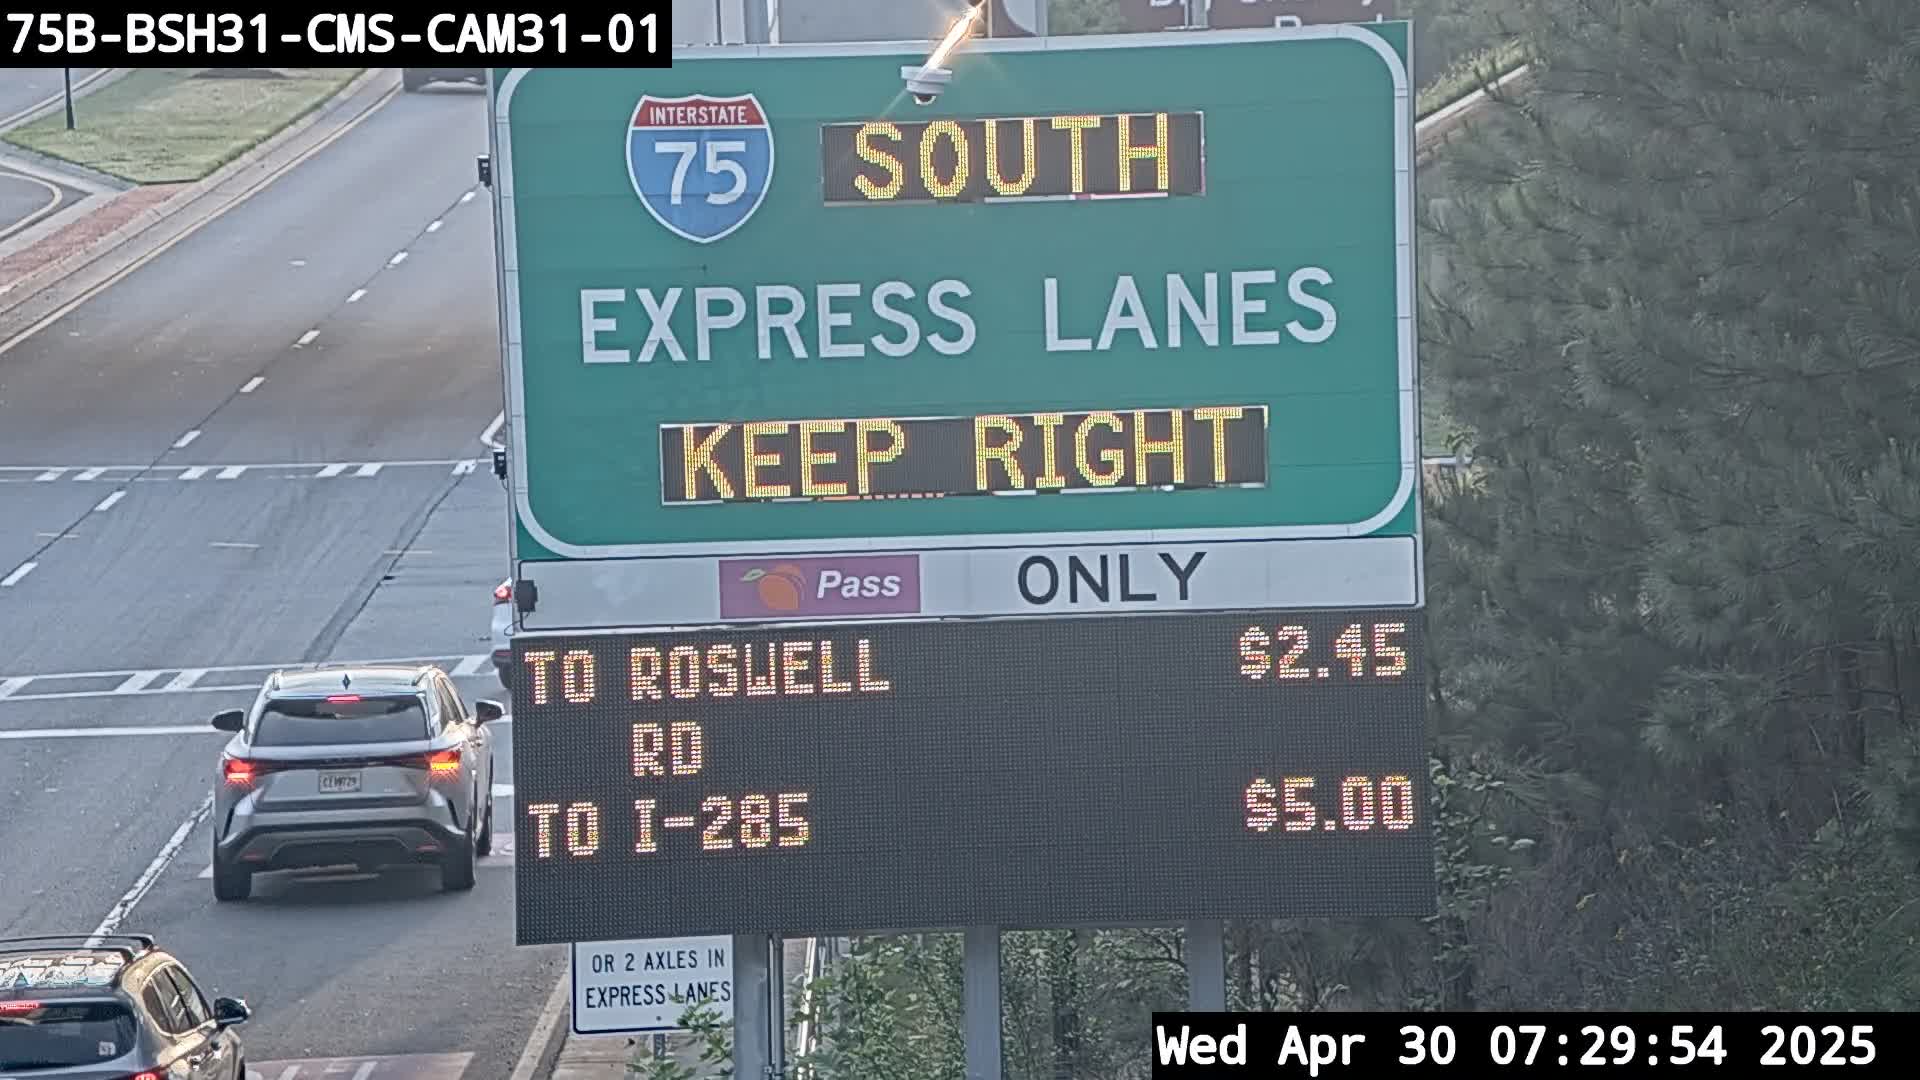 75B-BSH31-CMS-CAM31-01
INTERSTATE
75
SOUTH
EXPRESS LANES
KEEP RIGHT
Pass ONLY
TO ROSWELL $2.45
RD
TO I-285 $5.00
OR 2 AXLES IN
EXPRESS LANES
Wed Apr 30 07:29:54 2025